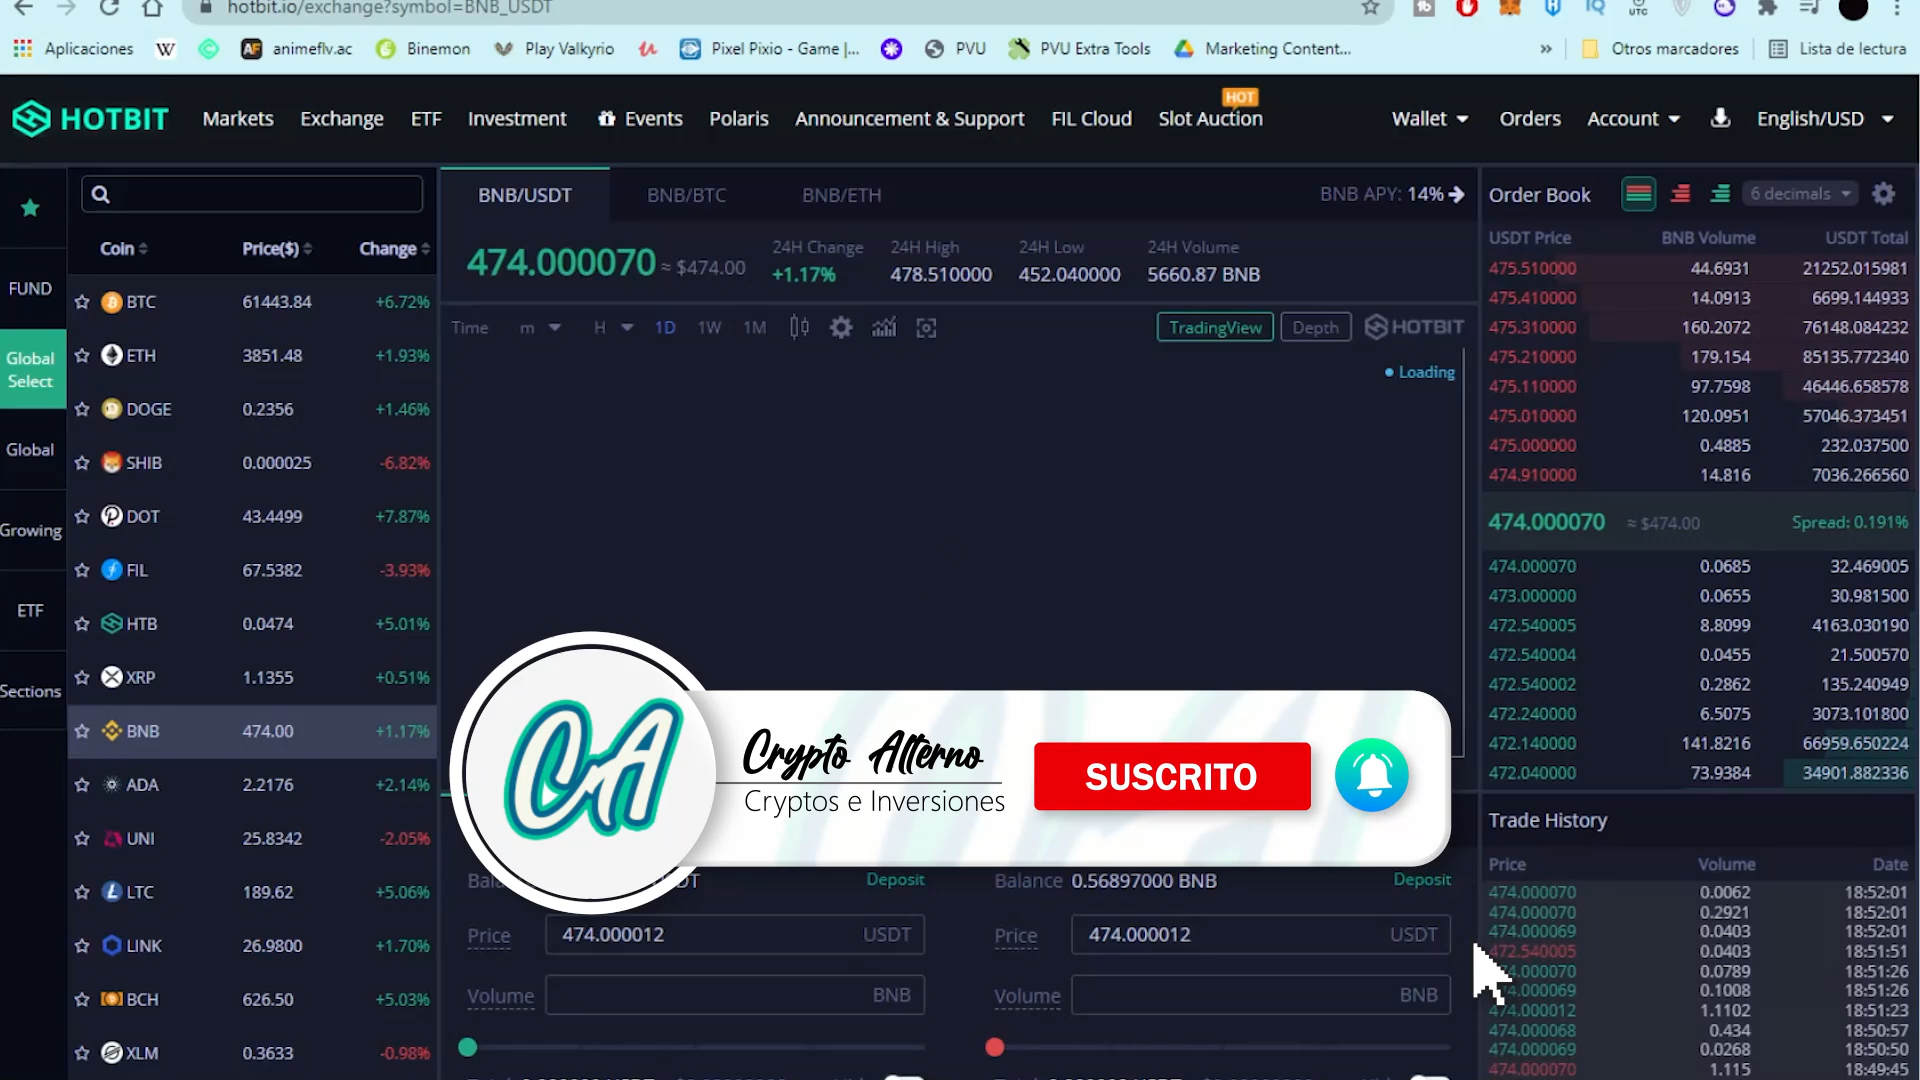 hotbit.io/exchange?symbol=BNB_USDT
Aplicaciones animeflv.ac Binemon Play Valkyrio Pixel Pixio - Game |... PVU PVU Extra Tools Marketing Content... » Otros marcadores Lista de lectura
HOTBIT Markets Exchange ETF Investment Events Polaris Announcement & Support FIL Cloud Slot Auction HOT Wallet Orders Account English/USD
FUND
Global
Select
Global
Growing
ETF
Sections
Coin Price($) Change
BTC 61443.84 +6.72%
ETH 3851.48 +1.93%
DOGE 0.2356 +1.46%
SHIB 0.000025 -6.82%
DOT 43.4499 +7.87%
FIL 67.5382 -3.93%
HTB 0.0474 +5.01%
XRP 1.1355 +0.51%
BNB 474.00 +1.17%
ADA 2.2176 +2.14%
UNI 25.8342 -2.05%
LTC 189.62 +5.06%
LINK 26.9800 +1.70%
BCH 626.50 +5.03%
XLM 0.3633 -0.98%
BNB/USDT BNB/BTC BNB/ETH BNB APY: 14%
474.000070 ≈ $474.00
24H Change 24H High 24H Low 24H Volume
+1.17% 478.510000 452.040000 5660.87 BNB
Time m H 1D 1W 1M TradingView Depth HOTBIT
Loading
CA
Crypto Alterno
Cryptos e Inversiones
SUSCRITO
Deposit
Balance 0.56897000 BNB Deposit
Price 474.000012 USDT
Price 474.000012 USDT
Volume BNB
Volume BNB
Order Book 6 decimals
USDT Price BNB Volume USDT Total
475.510000 44.6931 21252.015981
475.410000 14.0913 6699.144933
475.310000 160.2072 76148.084232
475.210000 179.154 85135.772340
475.110000 97.7598 46446.658578
475.010000 120.0951 57046.373451
475.000000 0.4885 232.037500
474.910000 14.816 7036.266560
474.000070 ≈ $474.00 Spread: 0.191%
474.000070 0.0685 32.469005
473.000000 0.0655 30.981500
472.540005 8.8099 4163.030190
472.540004 0.0455 21.500570
472.540002 0.2862 135.240949
472.240000 6.5075 3073.101800
472.140000 141.8216 66959.650224
472.040000 73.9384 34901.882336
Trade History
Price Volume Date
474.000070 0.0062 18:52:01
474.000070 0.2921 18:52:01
474.000069 0.0403 18:52:01
472.540005 0.0403 18:51:51
474.000070 0.0789 18:51:26
0.1008 18:51:26
474.000012 1.1102 18:51:23
474.000068 0.434 18:50:57
474.000069 0.0268 18:50:50
474.000070 1.115 18:49:45